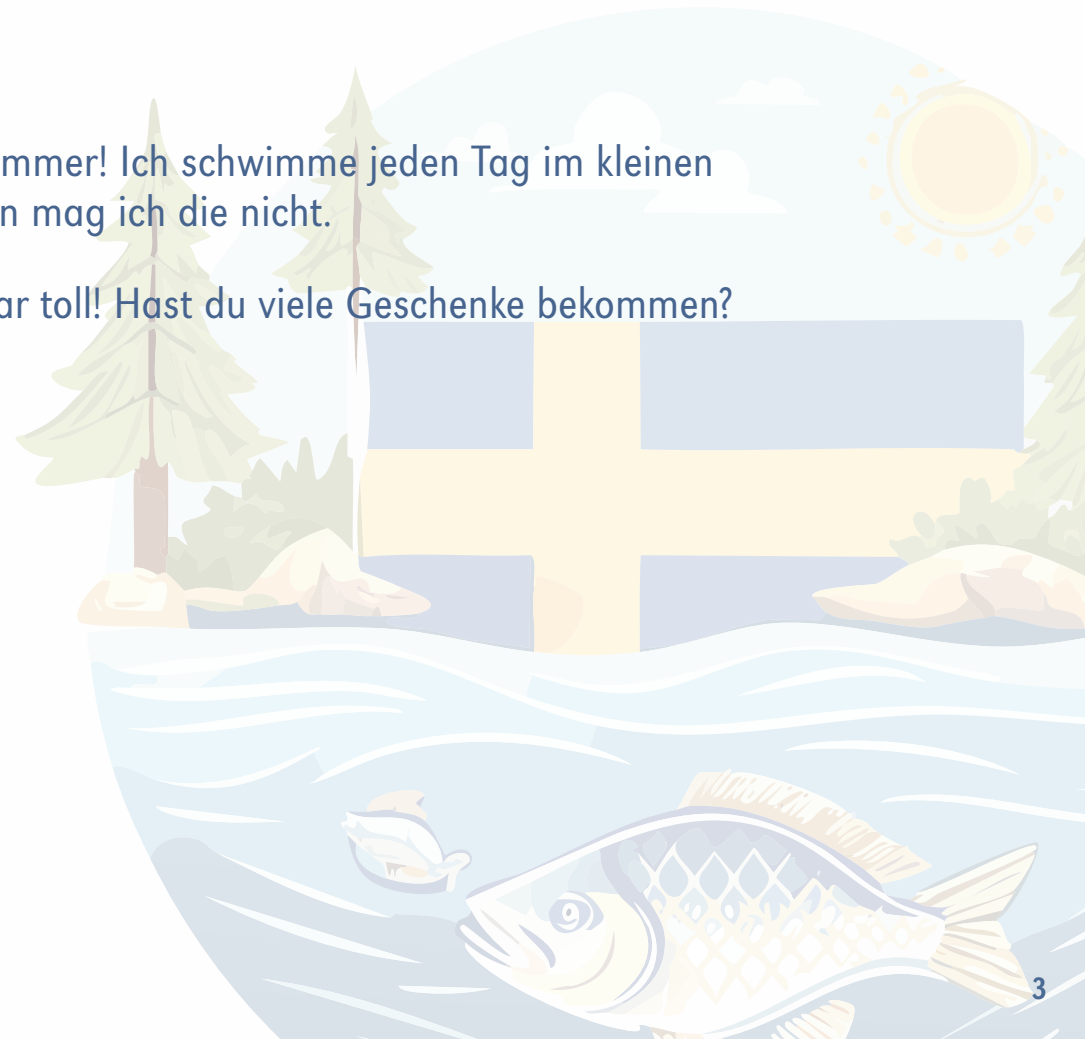 mmer! Ich schwimme jeden Tag im kleinen
n mag ich die nicht.
ar toll! Hast du viele Geschenke bekommen?
3